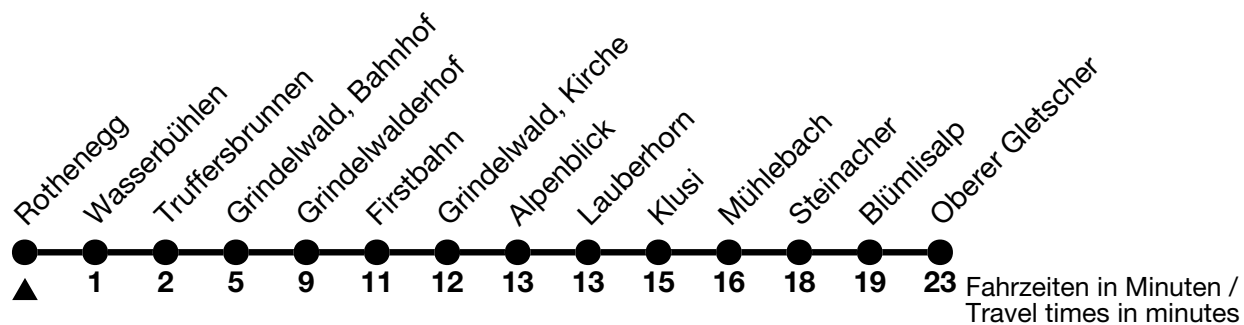 Rothenegg
Wasserbühlen
Truffersbrunnen
Grindelwald, Bahnhof
Grindelwalderhof
Firstbahn
Grindelwald, Kirche
Alpenblick
Lauberhorn
Klusi
Mühlebach
Steinacher
Blüemlisalp
Oberer Gletscher
1 2 5 9 11 12 13 13 15 16 18 19 23
Fahrzeiten in Minuten /
Travel times in minutes